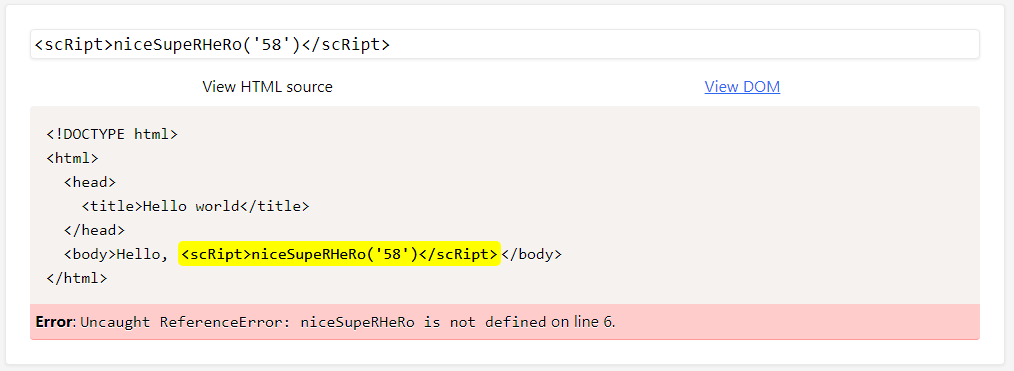 <scRipt>niceSupeRHeRo('58')</scRipt>
View HTML source
View DOM
<!DOCTYPE html>
<html>
<head>
<title>Hello world</title>
</head>
<body>Hello, <scRipt>niceSupeRHeRo('58')</scRipt></body>
</html>
Error: Uncaught ReferenceError: niceSupeRHeRo is not defined on line 6.